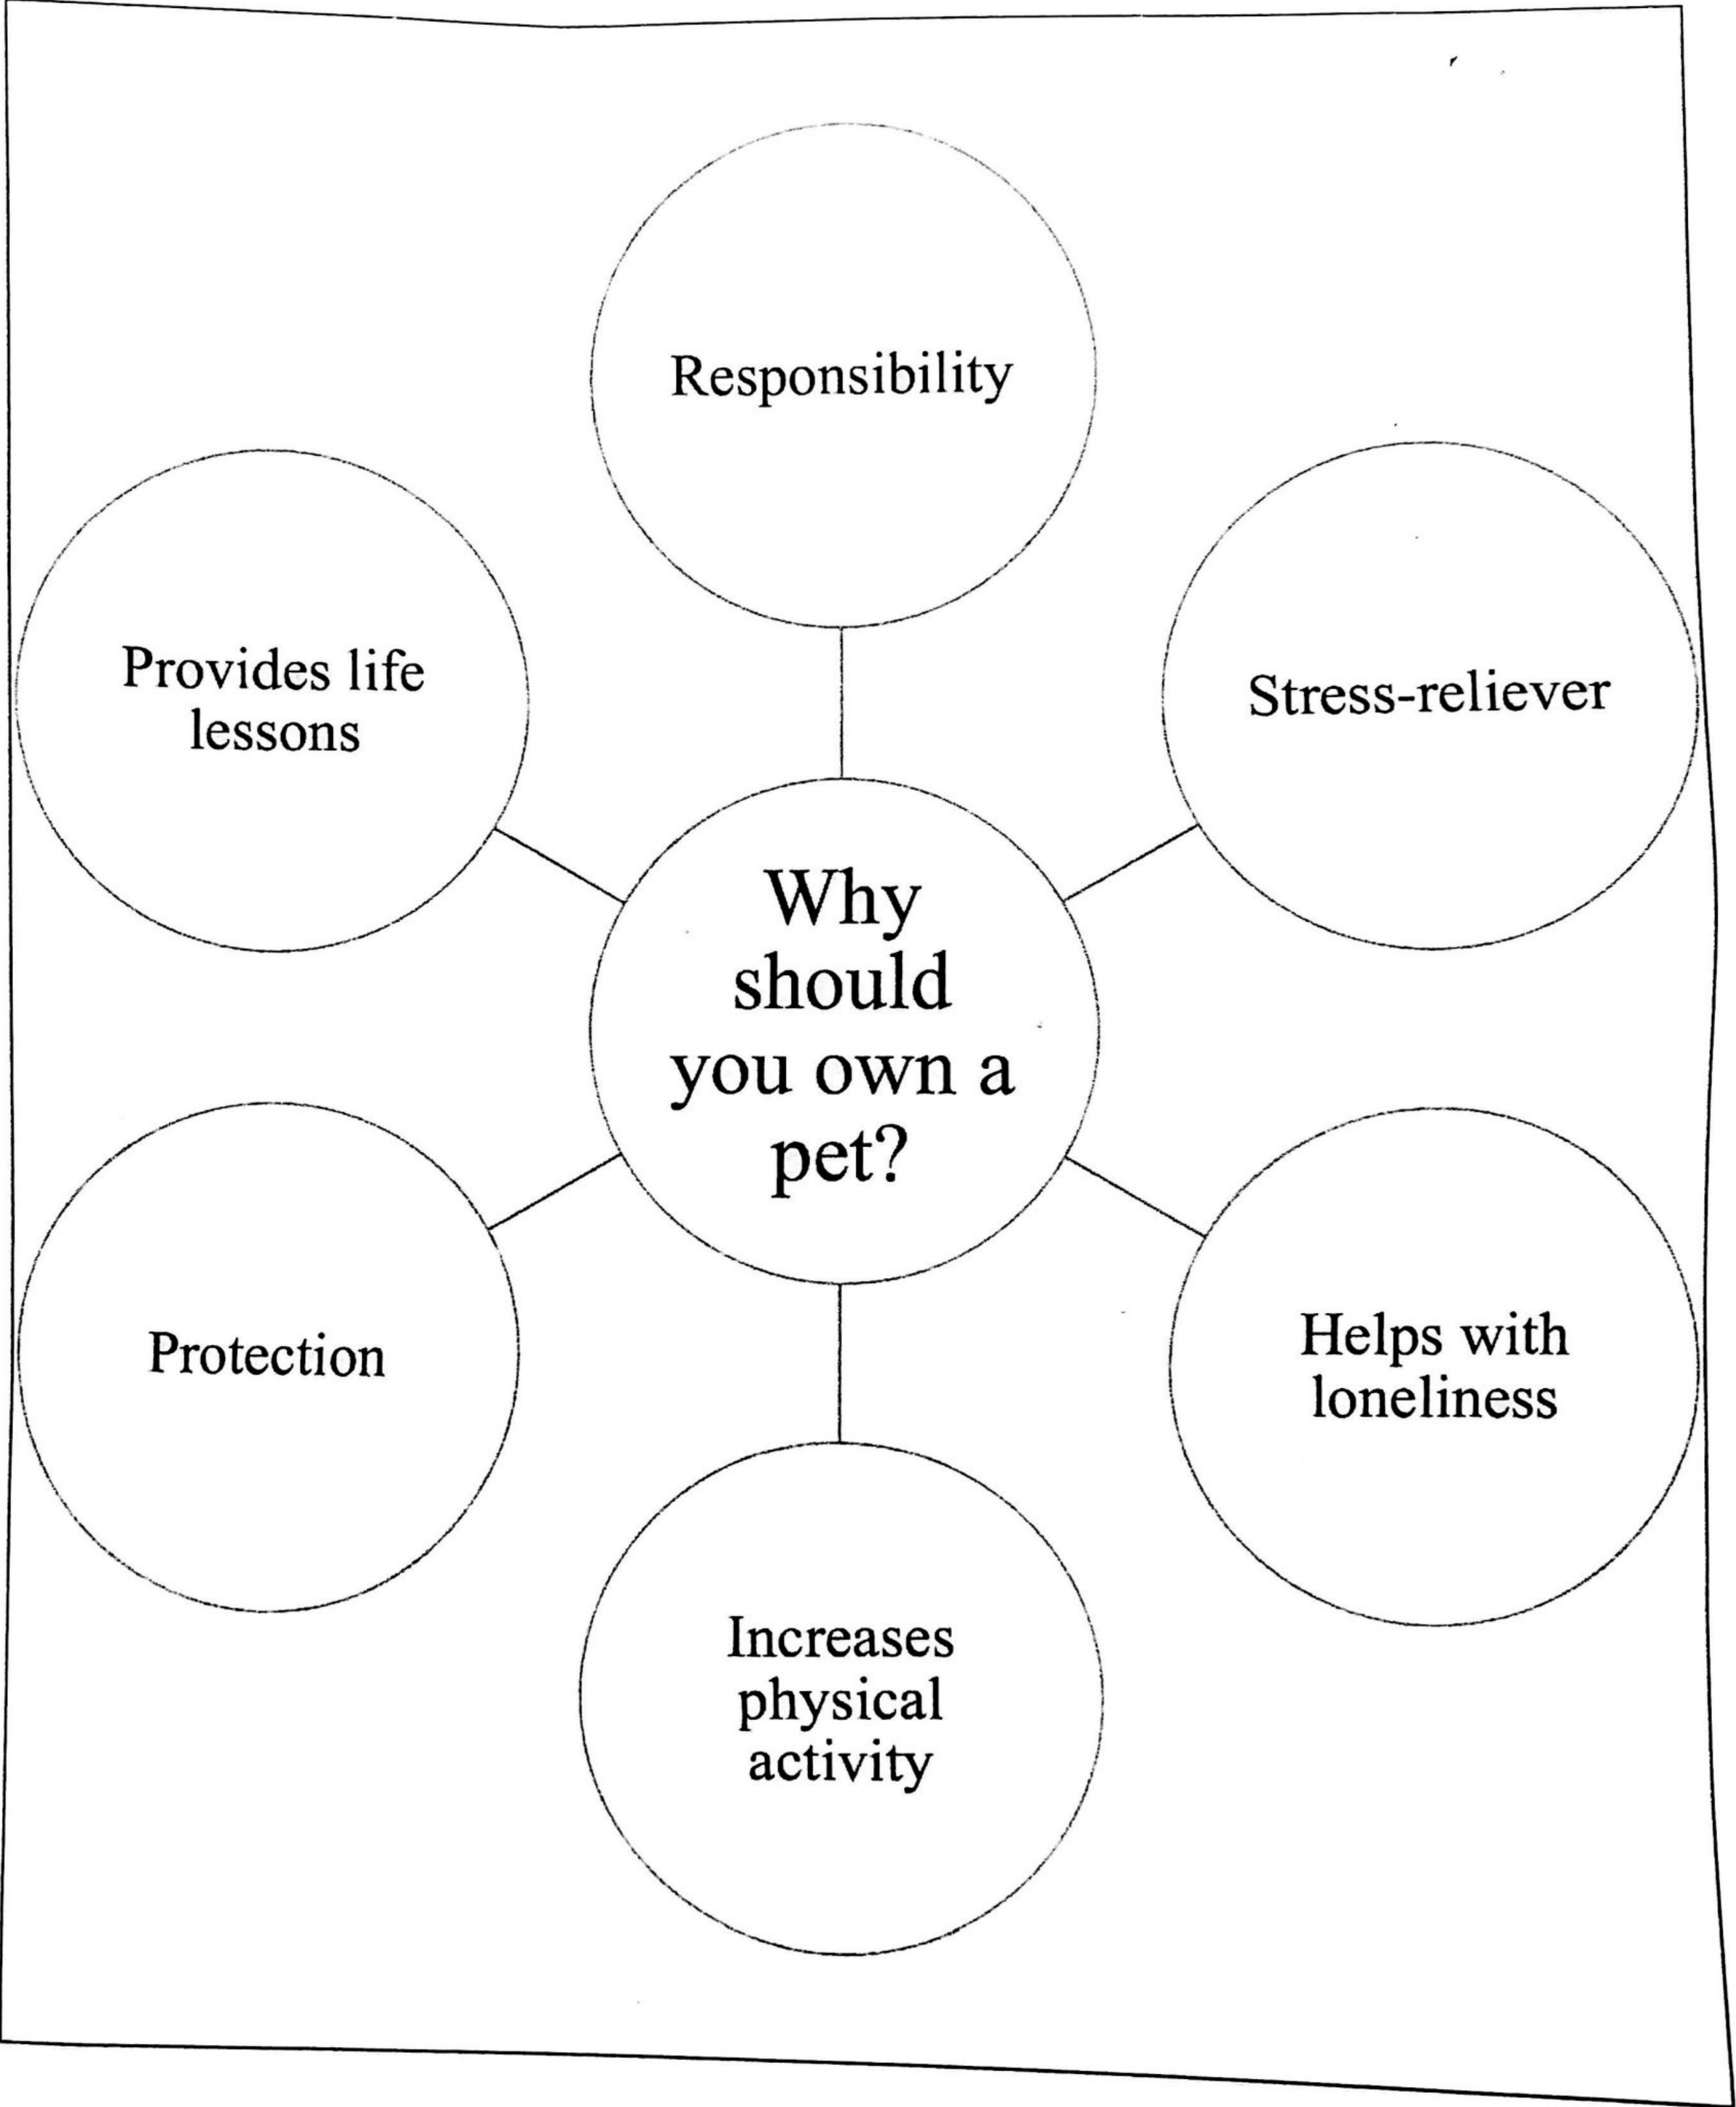 Responsibility
Provides life
lessons
Stress-reliever
Why
should
you own a
pet?
Protection
Helps with
loneliness
Increases
physical
activity